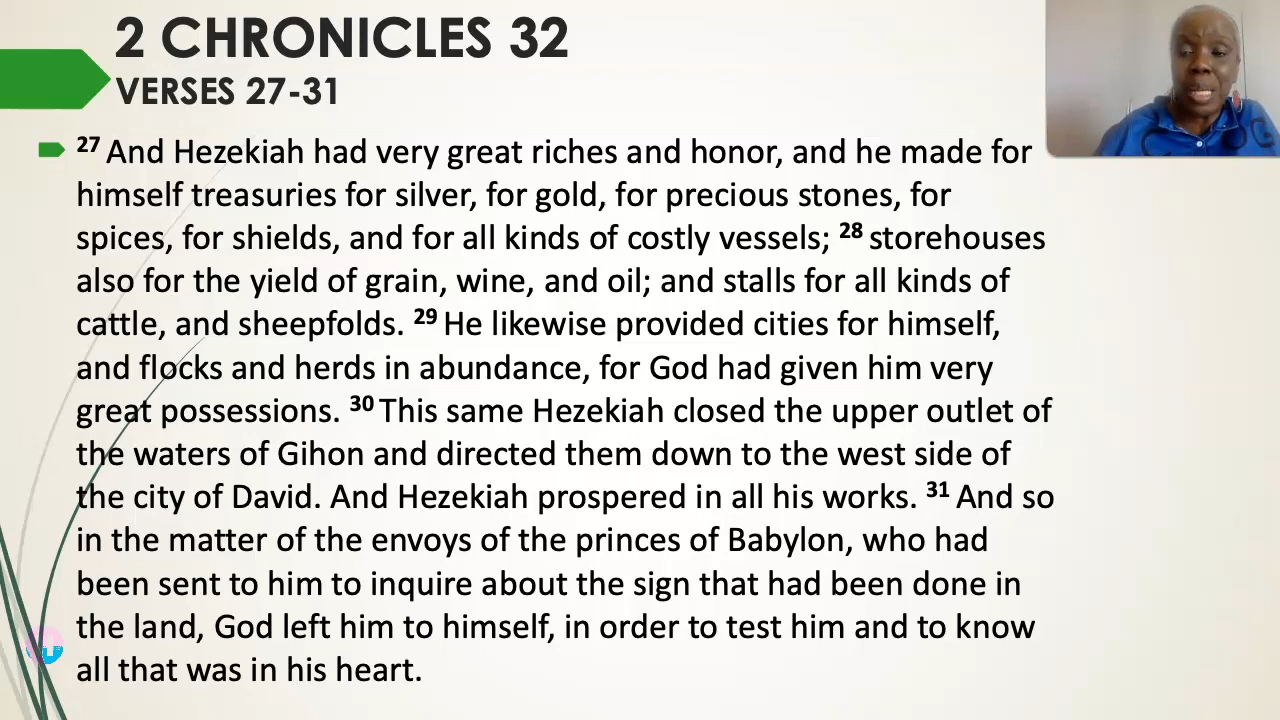 2 CHRONICLES 32
VERSES 27-31
27 And Hezekiah had very great riches and honor, and he made for
himself treasuries for silver, for gold, for precious stones, for
spices, for shields, and for all kinds of costly vessels; 28 storehouses
also for the yield of grain, wine, and oil; and stalls for all kinds of
cattle, and sheepfolds. 29 He likewise provided cities for himself,
and flocks and herds in abundance, for God had given him very
great possessions. 30 This same Hezekiah closed the upper outlet of
the waters of Gihon and directed them down to the west side of
the city of David. And Hezekiah prospered in all his works. 31 And so
in the matter of the envoys of the princes of Babylon, who had
been sent to him to inquire about the sign that had been done in
the land, God left him to himself, in order to test him and to know
all that was in his heart.